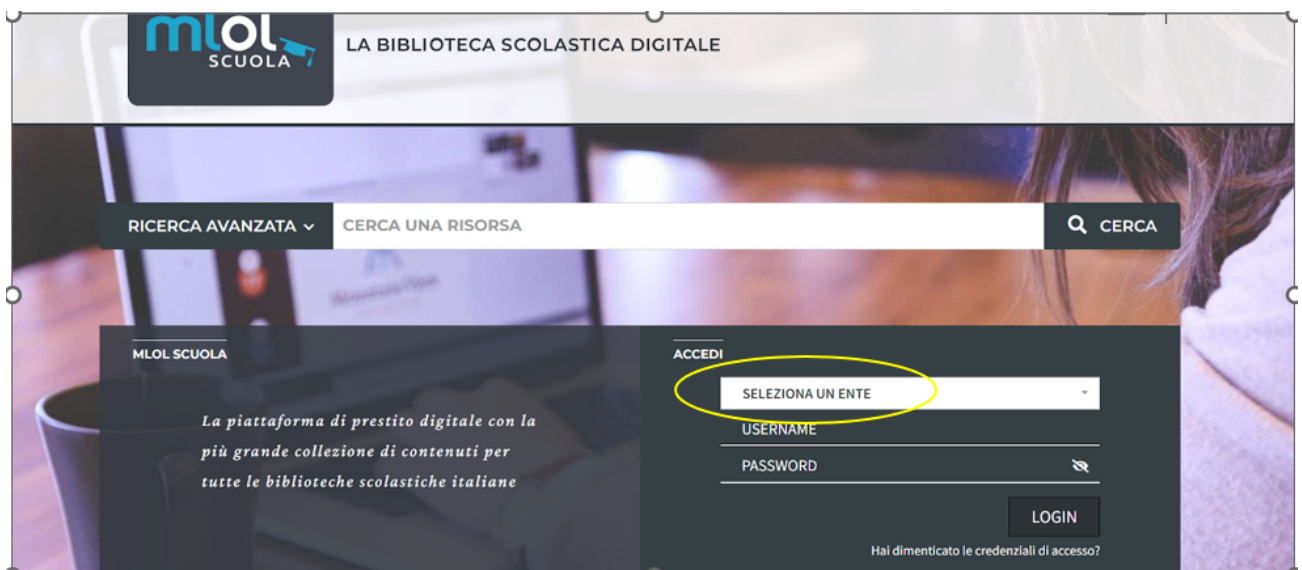 mlol
SCUOLA
LA BIBLIOTECA SCOLASTICA DIGITALE
RICERCA AVANZATA
CERCA UNA RISORSA
CERCA
MLOL SCUOLA
La piattaforma di prestito digitale con la
più grande collezione di contenuti per
tutte le biblioteche scolastiche italiane
ACCEDI
SELEZIONA UN ENTE
USERNAME
PASSWORD
LOGIN
Hai dimenticato le credenziali di accesso?